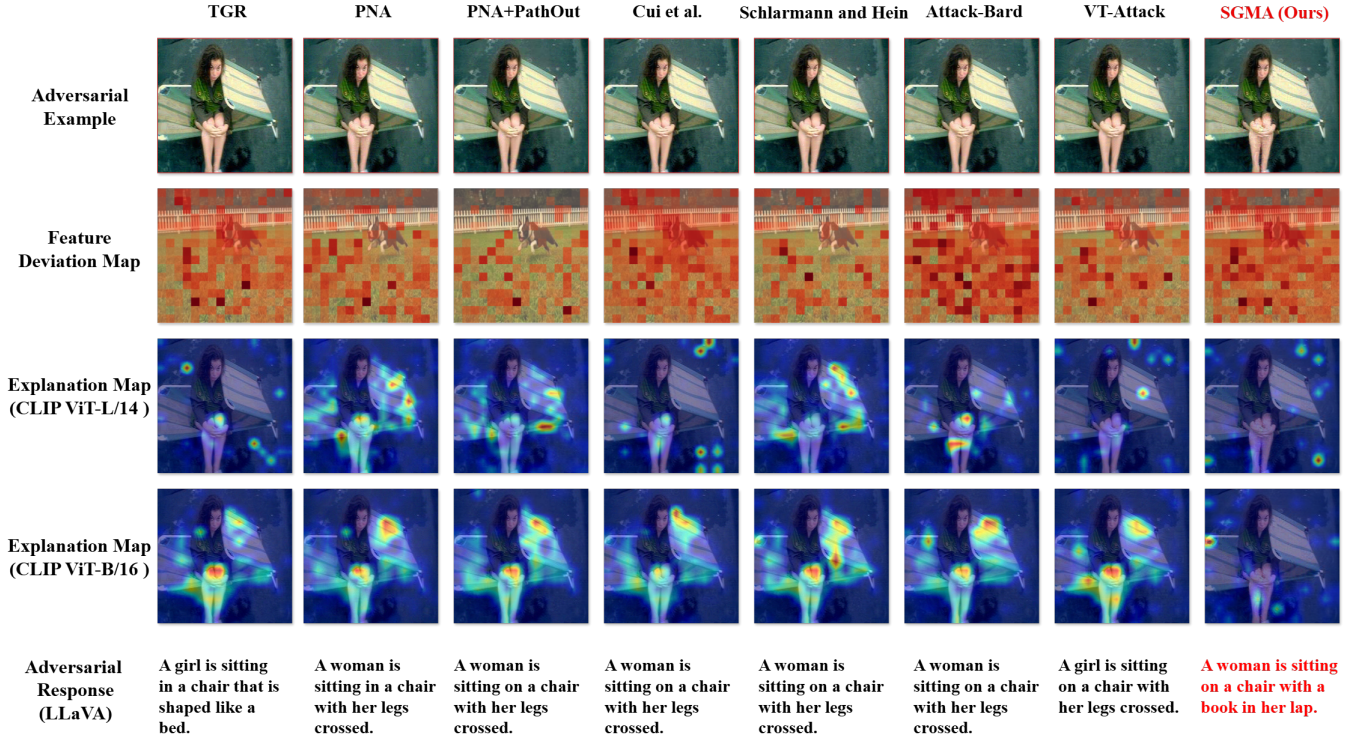 TGR PNA PNA+PathOut Cui et al. Schlarmann and Hein Attack-Bard VT-Attack SGMA (Ours)
Adversarial
Example
Feature
Deviation Map
Explanation Map
(CLIP ViT-L/14 )
Explanation Map
(CLIP ViT-B/16 )
Adversarial
Response
(LLaVA)
A girl is sitting
in a chair that is
shaped like a
bed.
A woman is
sitting in a chair
with her legs
crossed.
A woman is
sitting on a chair
with her legs
crossed.
A woman is
sitting on a chair
with her legs
crossed.
A woman is
sitting on a chair
with her legs
crossed.
A woman is
sitting on a chair
with her legs
crossed.
A girl is sitting
on a chair with
her legs crossed.
A woman is sitting
on a chair with a
book in her lap.